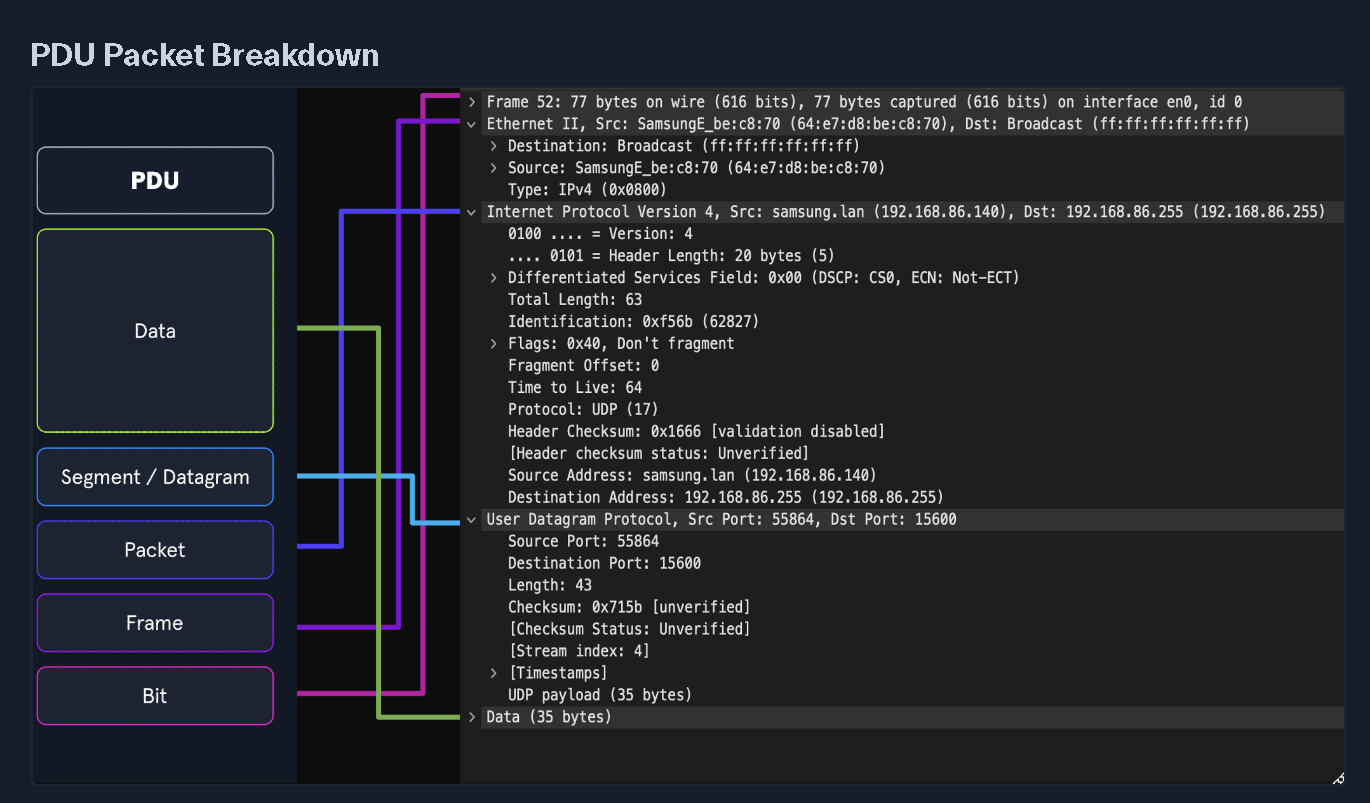 PDU Packet Breakdown
PDU
Data
Segment / Datagram
Packet
Frame
Bit
Frame 52: 77 bytes on wire (616 bits), 77 bytes captured (616 bits) on interface en0, id 0
Ethernet II, Src: SamsungE_be:c8:70 (64:e7:d8:be:c8:70), Dst: Broadcast (ff:ff:ff:ff:ff:ff)
Destination: Broadcast (ff:ff:ff:ff:ff:ff)
Source: SamsungE_be:c8:70 (64:e7:d8:be:c8:70)
Type: IPv4 (0x0800)
Internet Protocol Version 4, Src: samsung.lan (192.168.86.140), Dst: 192.168.86.255 (192.168.86.255)
0100 .... = Version: 4
.... 0101 = Header Length: 20 bytes (5)
Differentiated Services Field: 0x00 (DSCP: CS0, ECN: Not-ECT)
Total Length: 63
Identification: 0xf56b (62827)
Flags: 0x40, Don't fragment
Fragment Offset: 0
Time to Live: 64
Protocol: UDP (17)
Header Checksum: 0x1666 [validation disabled]
[Header checksum status: Unverified]
Source Address: samsung.lan (192.168.86.140)
Destination Address: 192.168.86.255 (192.168.86.255)
User Datagram Protocol, Src Port: 55864, Dst Port: 15600
Source Port: 55864
Destination Port: 15600
Length: 43
Checksum: 0x715b [unverified]
[Checksum Status: Unverified]
[Stream index: 4]
[Timestamps]
UDP payload (35 bytes)
Data (35 bytes)